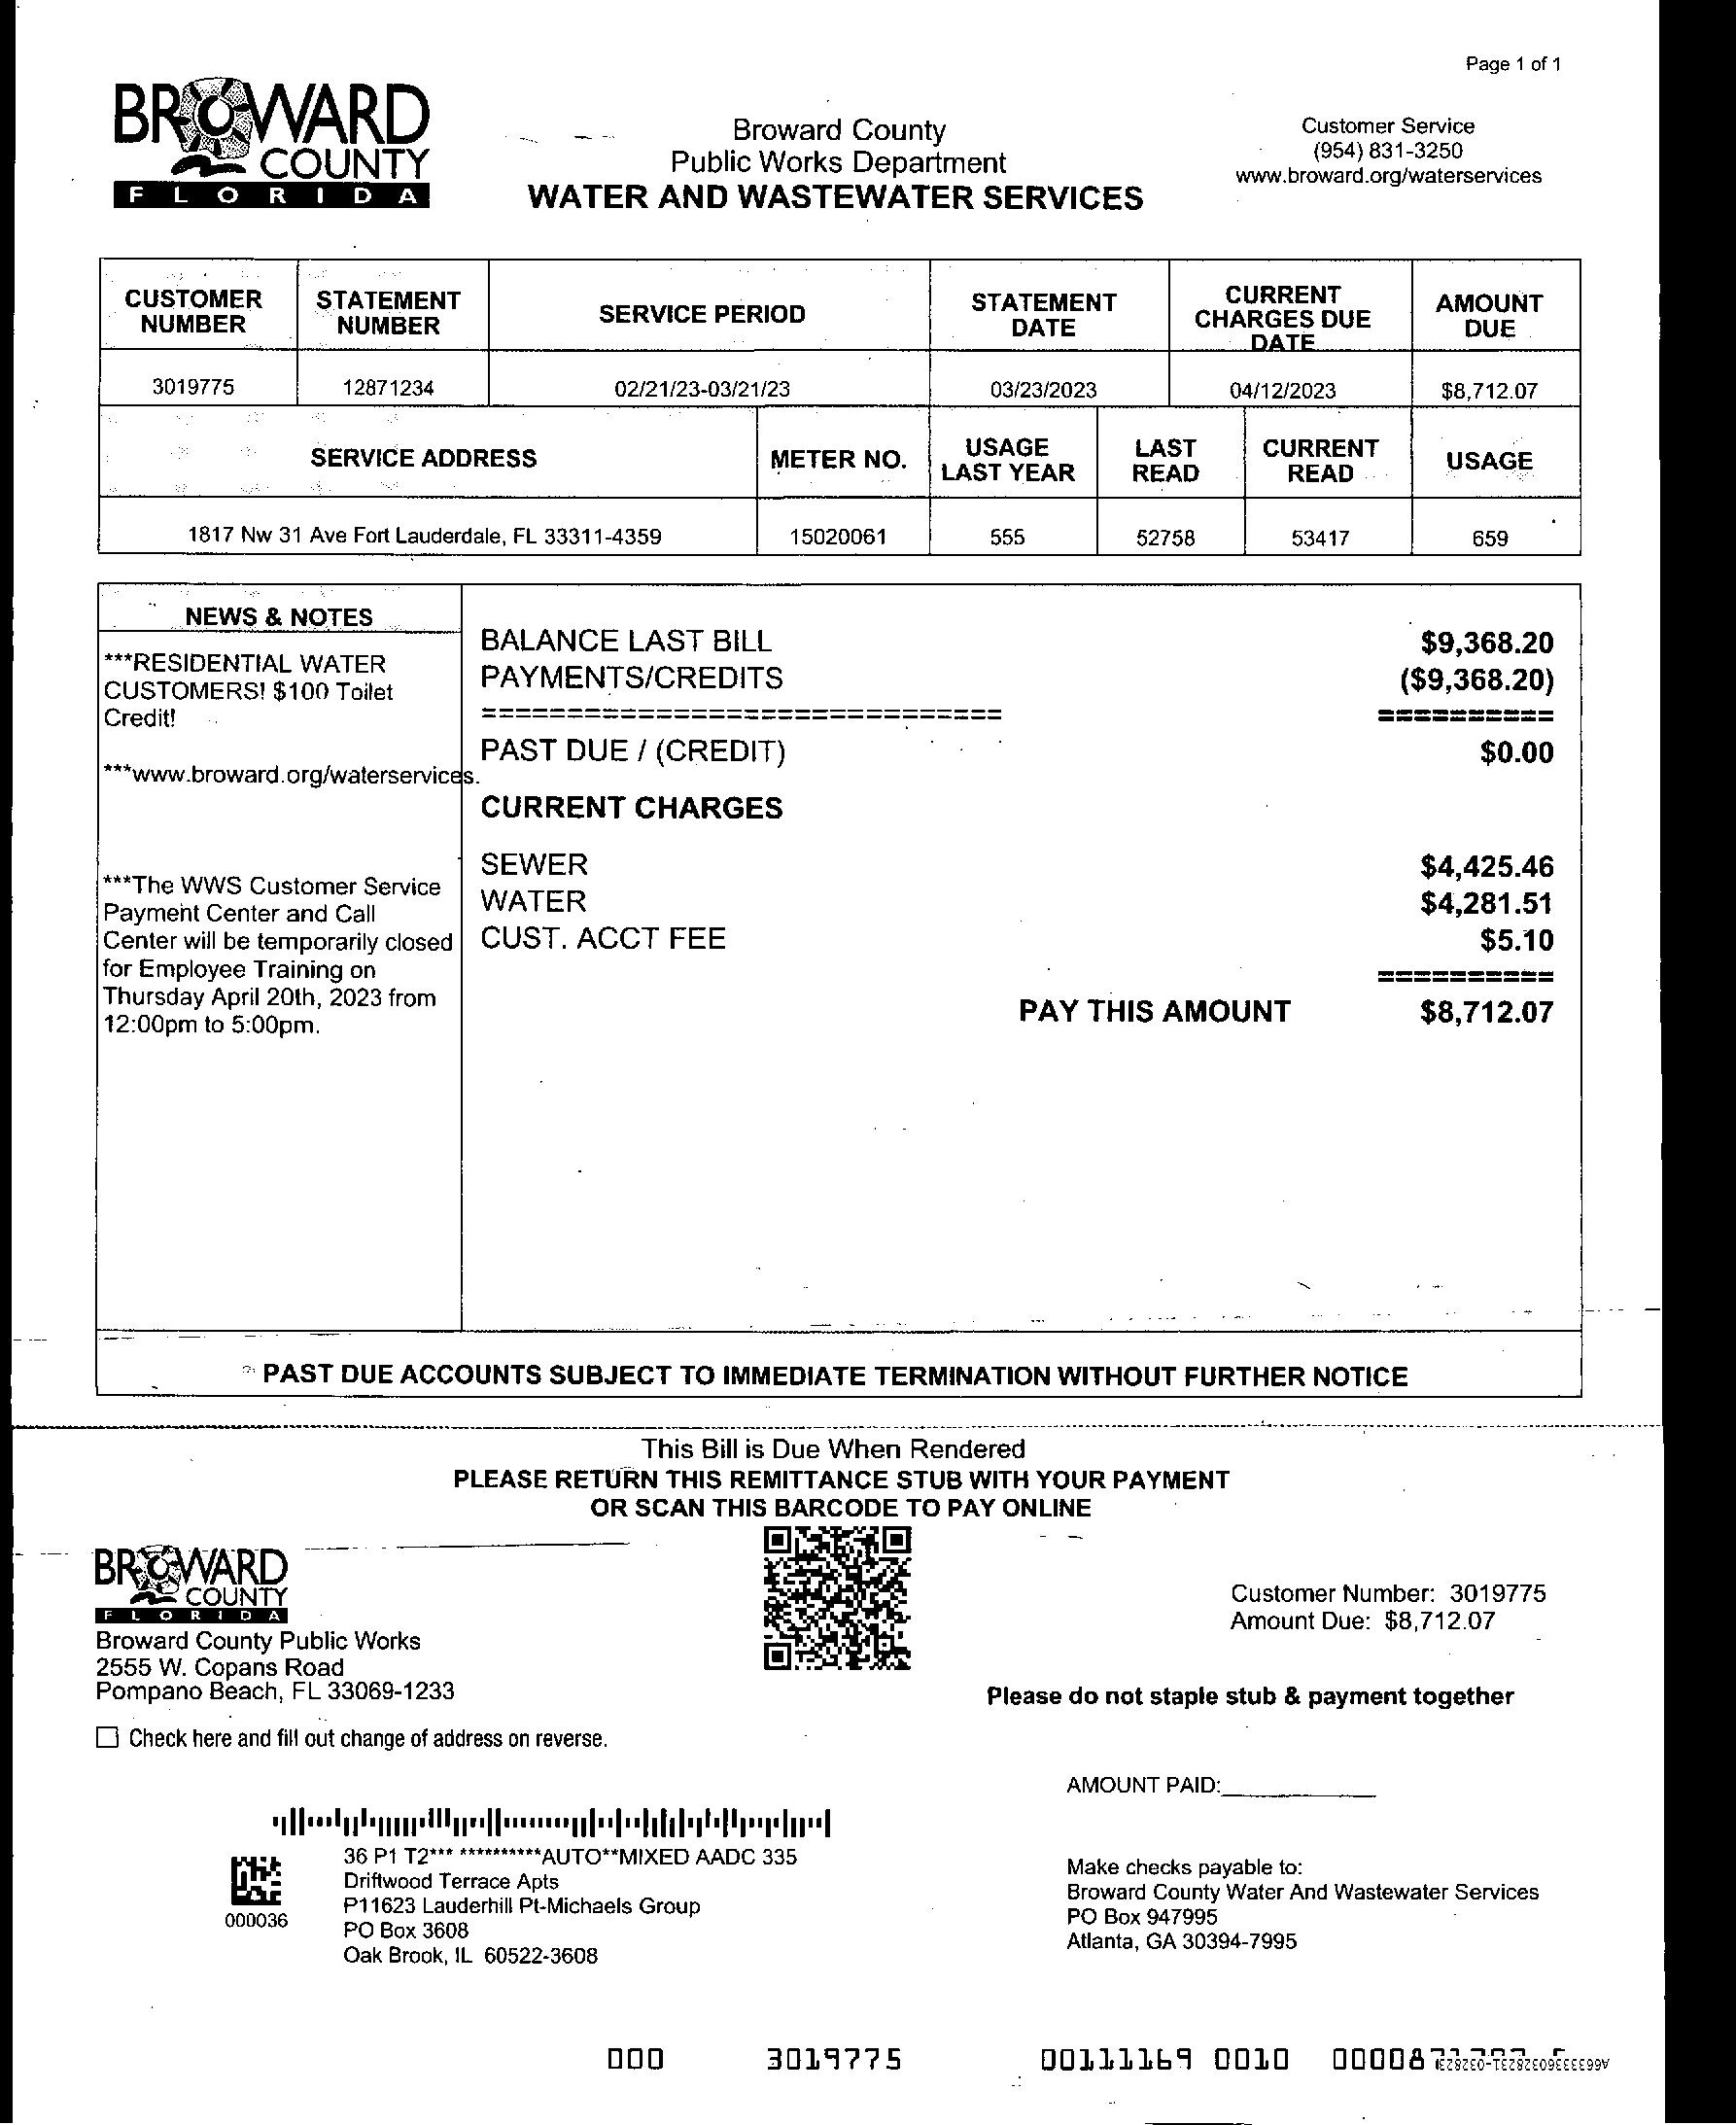 Page 1 of 1
BROWARD
COUNTY
FLORIDA
Broward County
Public Works Department
WATER AND WASTEWATER SERVICES
Customer Service
(954) 831-3250
www.broward.org/waterservices
CUSTOMER NUMBER STATEMENT NUMBER SERVICE PERIOD STATEMENT DATE CURRENT CHARGES DUE DATE AMOUNT DUE
3019775 12871234 02/21/23-03/21/23 03/23/2023 04/12/2023 $8,712.07
SERVICE ADDRESS METER NO. USAGE LAST YEAR LAST READ CURRENT READ USAGE
1817 Nw 31 Ave Fort Lauderdale, FL 33311-4359 15020061 555 52758 53417 659
NEWS & NOTES
***RESIDENTIAL WATER
CUSTOMERS! $100 Toilet
Credit!
***www.broward.org/waterservices.
***The WWS Customer Service
Payment Center and Call
Center will be temporarily closed
for Employee Training on
Thursday April 20th, 2023 from
12:00pm to 5:00pm.
BALANCE LAST BILL $9,368.20
PAYMENTS/CREDITS ($9,368.20)
============================== ==========
PAST DUE / (CREDIT) $0.00
CURRENT CHARGES
SEWER $4,425.46
WATER $4,281.51
CUST. ACCT FEE $5.10
==========
PAY THIS AMOUNT $8,712.07
PAST DUE ACCOUNTS SUBJECT TO IMMEDIATE TERMINATION WITHOUT FURTHER NOTICE
This Bill is Due When Rendered
PLEASE RETURN THIS REMITTANCE STUB WITH YOUR PAYMENT
OR SCAN THIS BARCODE TO PAY ONLINE
BROWARD
COUNTY
FLORIDA
Broward County Public Works
2555 W. Copans Road
Pompano Beach, FL 33069-1233
Customer Number: 3019775
Amount Due: $8,712.07
Please do not staple stub & payment together
Check here and fill out change of address on reverse.
AMOUNT PAID:
36 P1 T2*** **********AUTO**MIXED AADC 335
Driftwood Terrace Apts
P11623 Lauderhill Pt-Michaels Group
PO Box 3608
Oak Brook, IL 60522-3608
000036
Make checks payable to:
Broward County Water And Wastewater Services
PO Box 947995
Atlanta, GA 30394-7995
000 3019775 00111169 0010